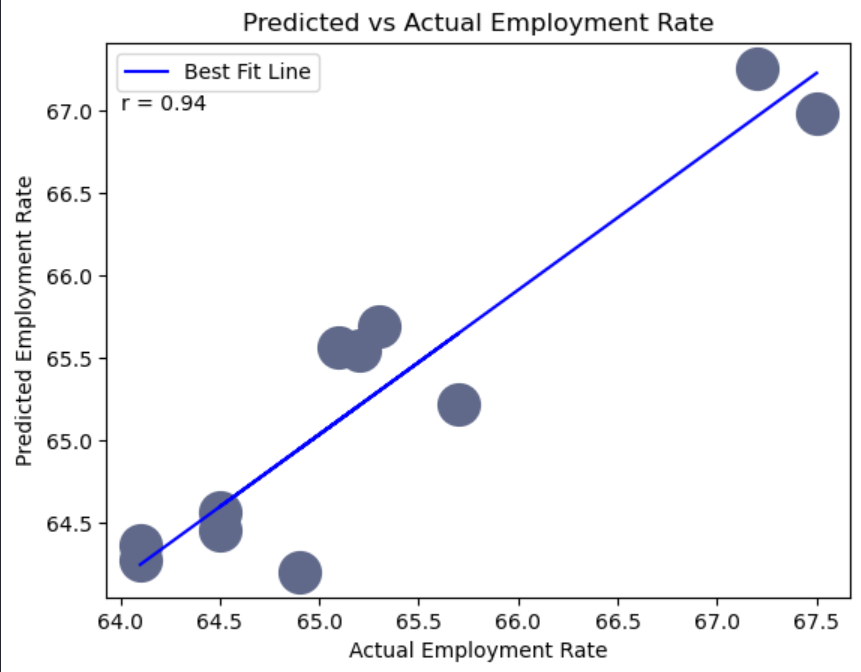 Predicted vs Actual Employment Rate
Best Fit Line
r = 0.94
67.0
66.5
66.0
65.5
65.0
64.5
Predicted Employment Rate
64.0 64.5 65.0 65.5 66.0 66.5 67.0 67.5
Actual Employment Rate